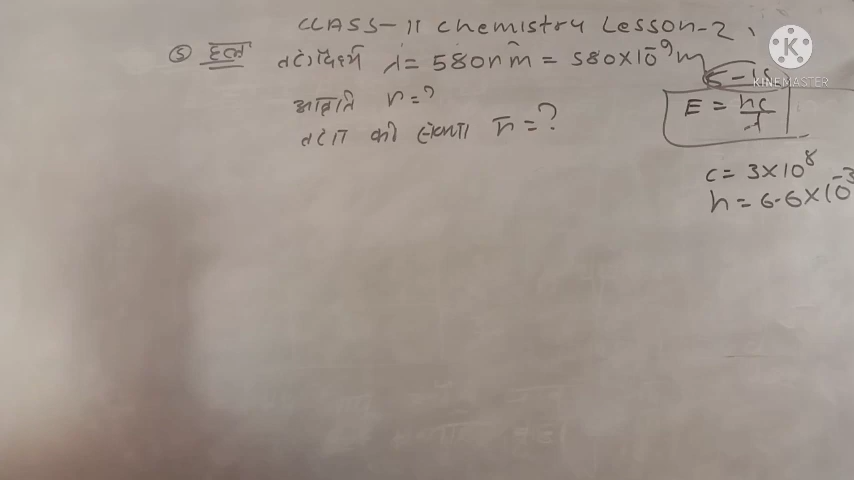 CLASS-11 Chemistry Lesson-2
⑤ हल तरंगदैर्ध्य λ = 580nm = 580×10⁻⁹m
आवृत्ति ν = ?
तरंग की संख्या ν̅ = ?
E = hc/λ
c = 3×10⁸
h = 6.6×10⁻³
K
KINEMASTER